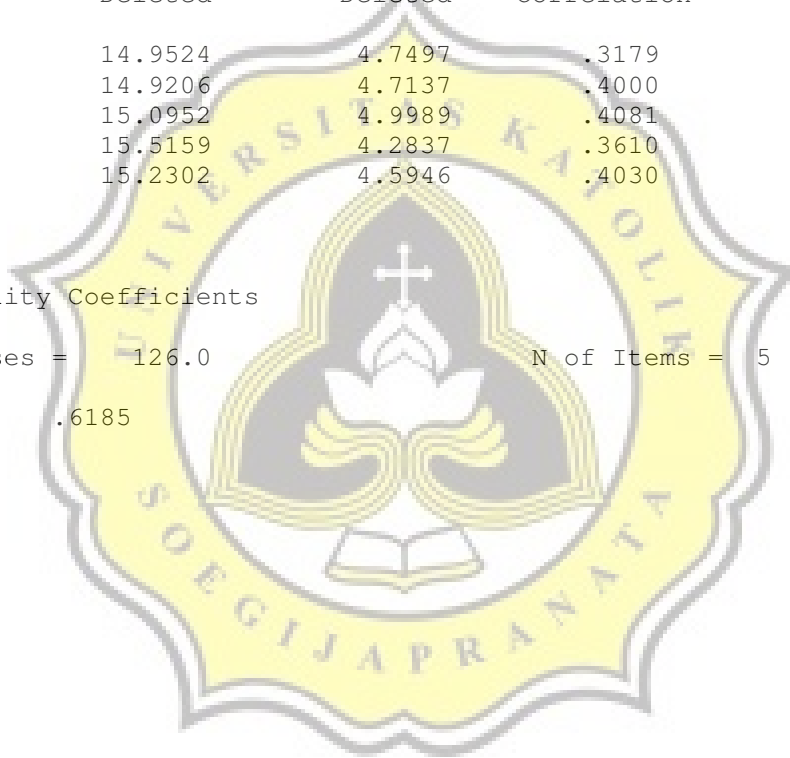 Deleted Deleted Correlation
14.9524 4.7497 .3179
14.9206 4.7137 .4000
15.0952 4.9989 .4081
15.5159 4.2837 .3610
15.2302 4.5946 .4030
UNIVERSITAS KATOLIK
lity Coefficients
ses = 126.0 N of Items = 5
.6185
SOEGIJAPRANATA